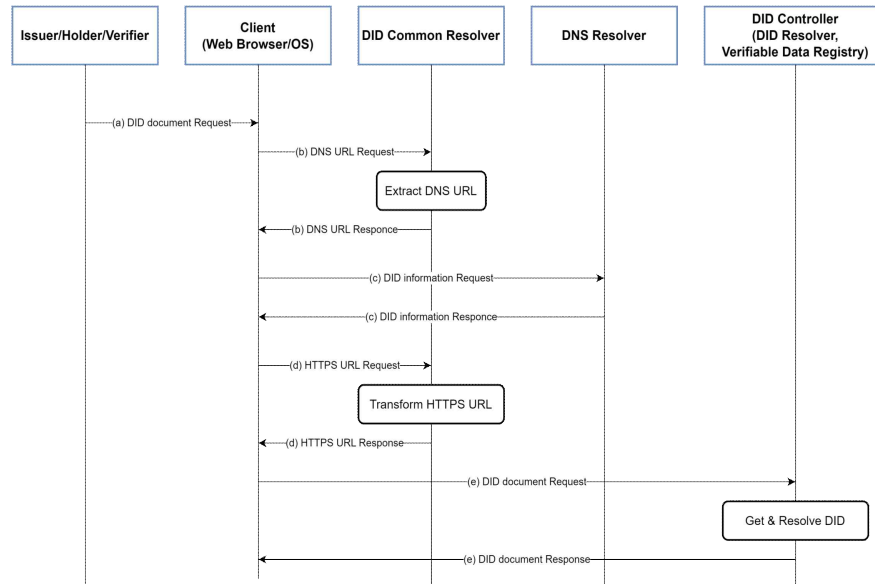 Issuer/Holder/Verifier
Client
(Web Browser/OS)
DID Common Resolver
DNS Resolver
DID Controller
(DID Resolver,
Verifiable Data Registry)
(a) DID document Request
(b) DNS URL Request
Extract DNS URL
(b) DNS URL Responce
(c) DID information Request
(c) DID information Responce
(d) HTTPS URL Request
Transform HTTPS URL
(d) HTTPS URL Response
(e) DID document Request
Get & Resolve DID
(e) DID document Response